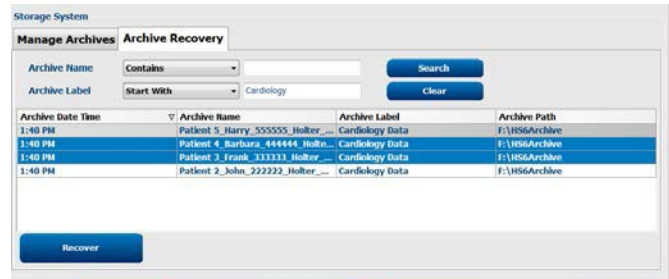 Storage System
Manage Archives Archive Recovery
Archive Name Contains Search
Archive Label Start With Cardiology Clear
Archive Date Time Archive Name Archive Label Archive Path
1:40 PM Patient 5_Harry_555555_Holter_... Cardiology Data F:\HS6Archive
1:40 PM Patient 4_Barbara_444444_Holte... Cardiology Data F:\HS6Archive
1:40 PM Patient 3_Frank_333333_Holter_... Cardiology Data F:\HS6Archive
1:40 PM Patient 2_John_222222_Holter_... Cardiology Data F:\HS6Archive
Recover